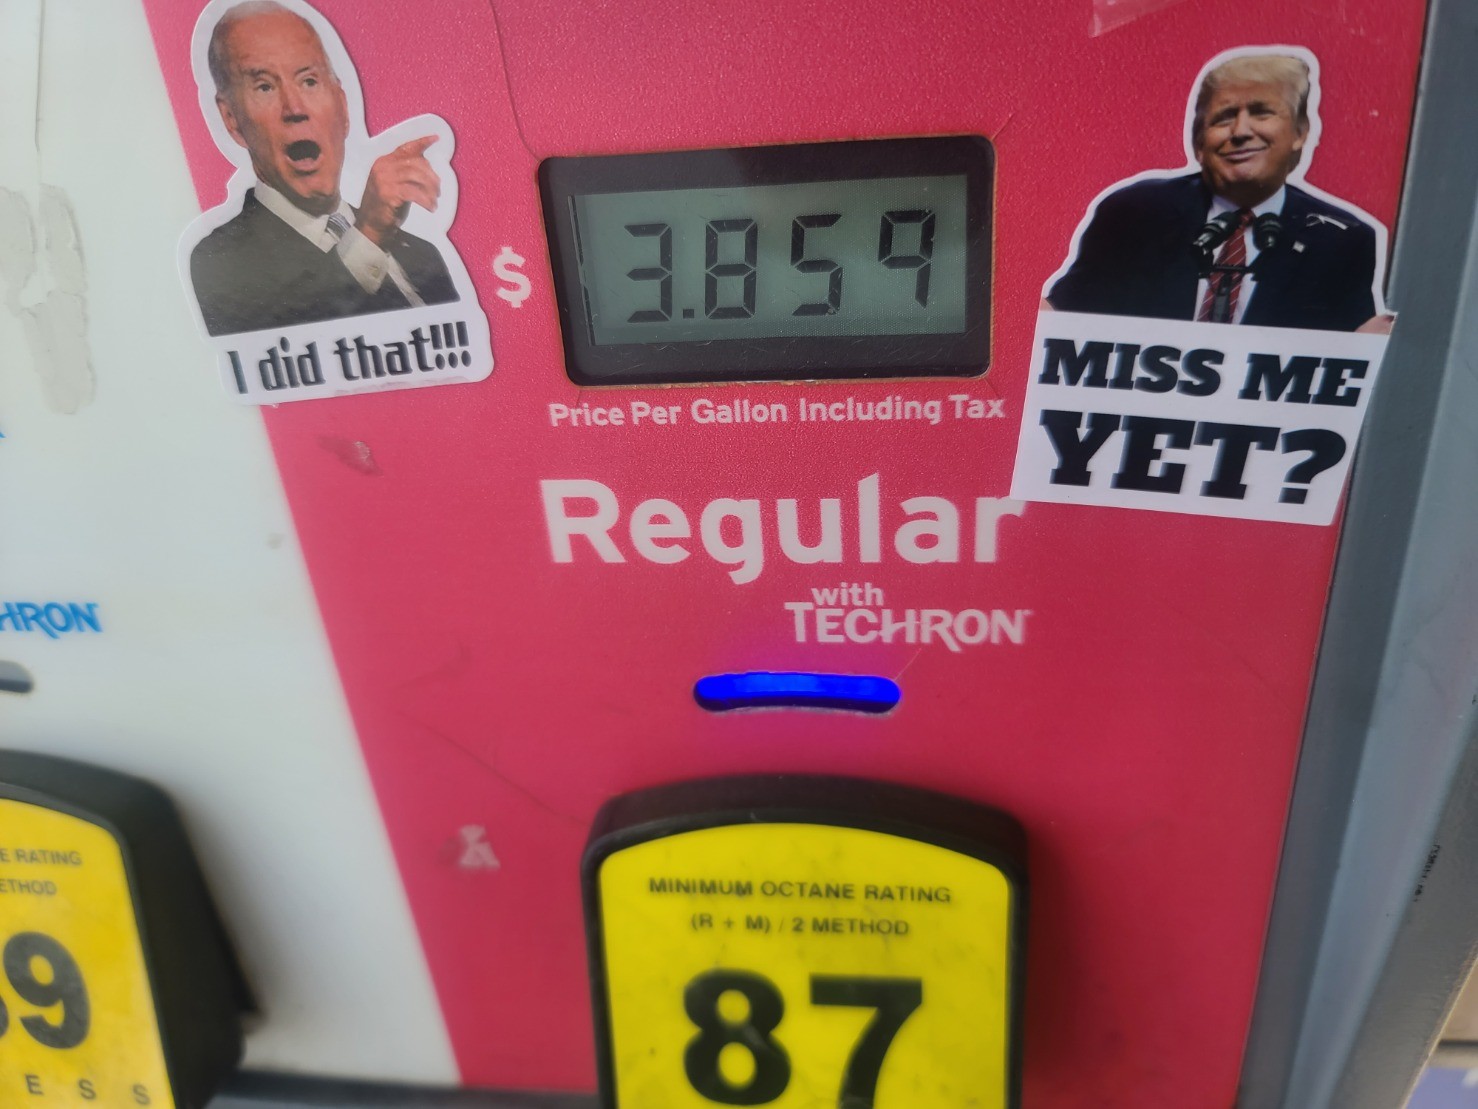 I did that!!!
$ 3.859
Price Per Gallon Including Tax
MISS ME
YET?
Regular
with
TECHRON
HRON
MINIMUM OCTANE RATING
(R + M) / 2 METHOD
87
E RATING
ETHOD
9
E S S